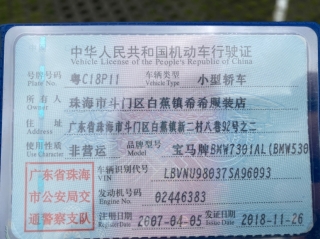 中华人民共和国机动车行驶证
Vehicle License of the People's Republic of China
号牌号码 粤C18P11 车辆类型 小型轿车
Plate No. Vehicle Type
所有人 珠海市斗门区白蕉镇希希服装店
Owner
住址 广东省珠海市斗门区白蕉镇新二村八巷92号之二
Address
使用性质 非营运 品牌型号 宝马牌BMW7391AL(BMW530
Use Character Model
广东省珠海
市公安局交
通警察支队
车辆识别代号 LBVNU98037SA96093
VIN
发动机号码 02446383
Engine No.
注册日期 2007-04-05 发证日期 2018-11-26
Register Date Issue Date